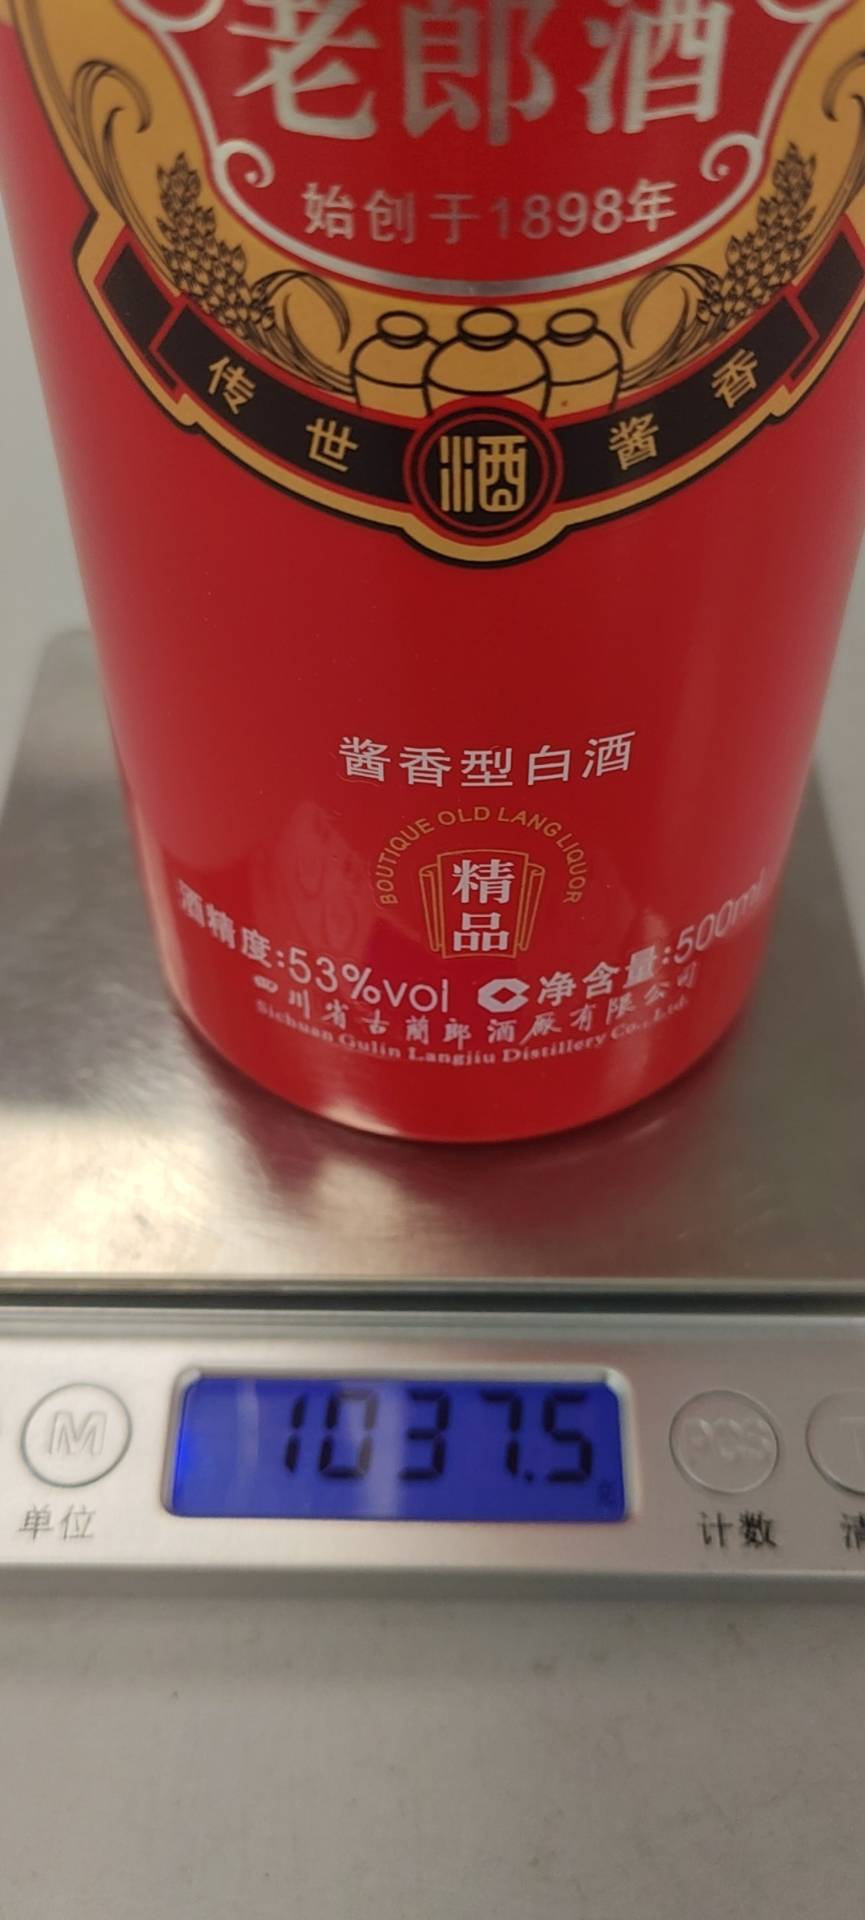 老郎酒
始创于1898年
传世酱香
酒
酱香型白酒
BOUTIQUE OLD LANG LIQUOR
精品
酒精度:53%vol 净含量:500ml
四川省古蔺郎酒厰有限公司
Sichuan Gulin Langjiu Distillery Co.,Ltd.
1037.5
M PCS
单位 计数 清